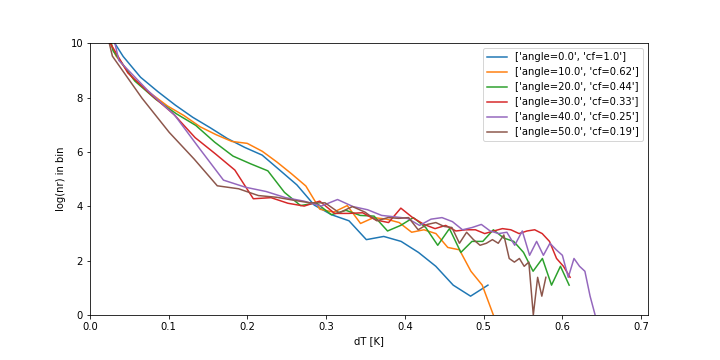 10
8
6
4
2
0
log(nr) in bin
['angle=0.0', 'cf=1.0']
['angle=10.0', 'cf=0.62']
['angle=20.0', 'cf=0.44']
['angle=30.0', 'cf=0.33']
['angle=40.0', 'cf=0.25']
['angle=50.0', 'cf=0.19']
0.0 0.1 0.2 0.3 0.4 0.5 0.6 0.7
dT [K]